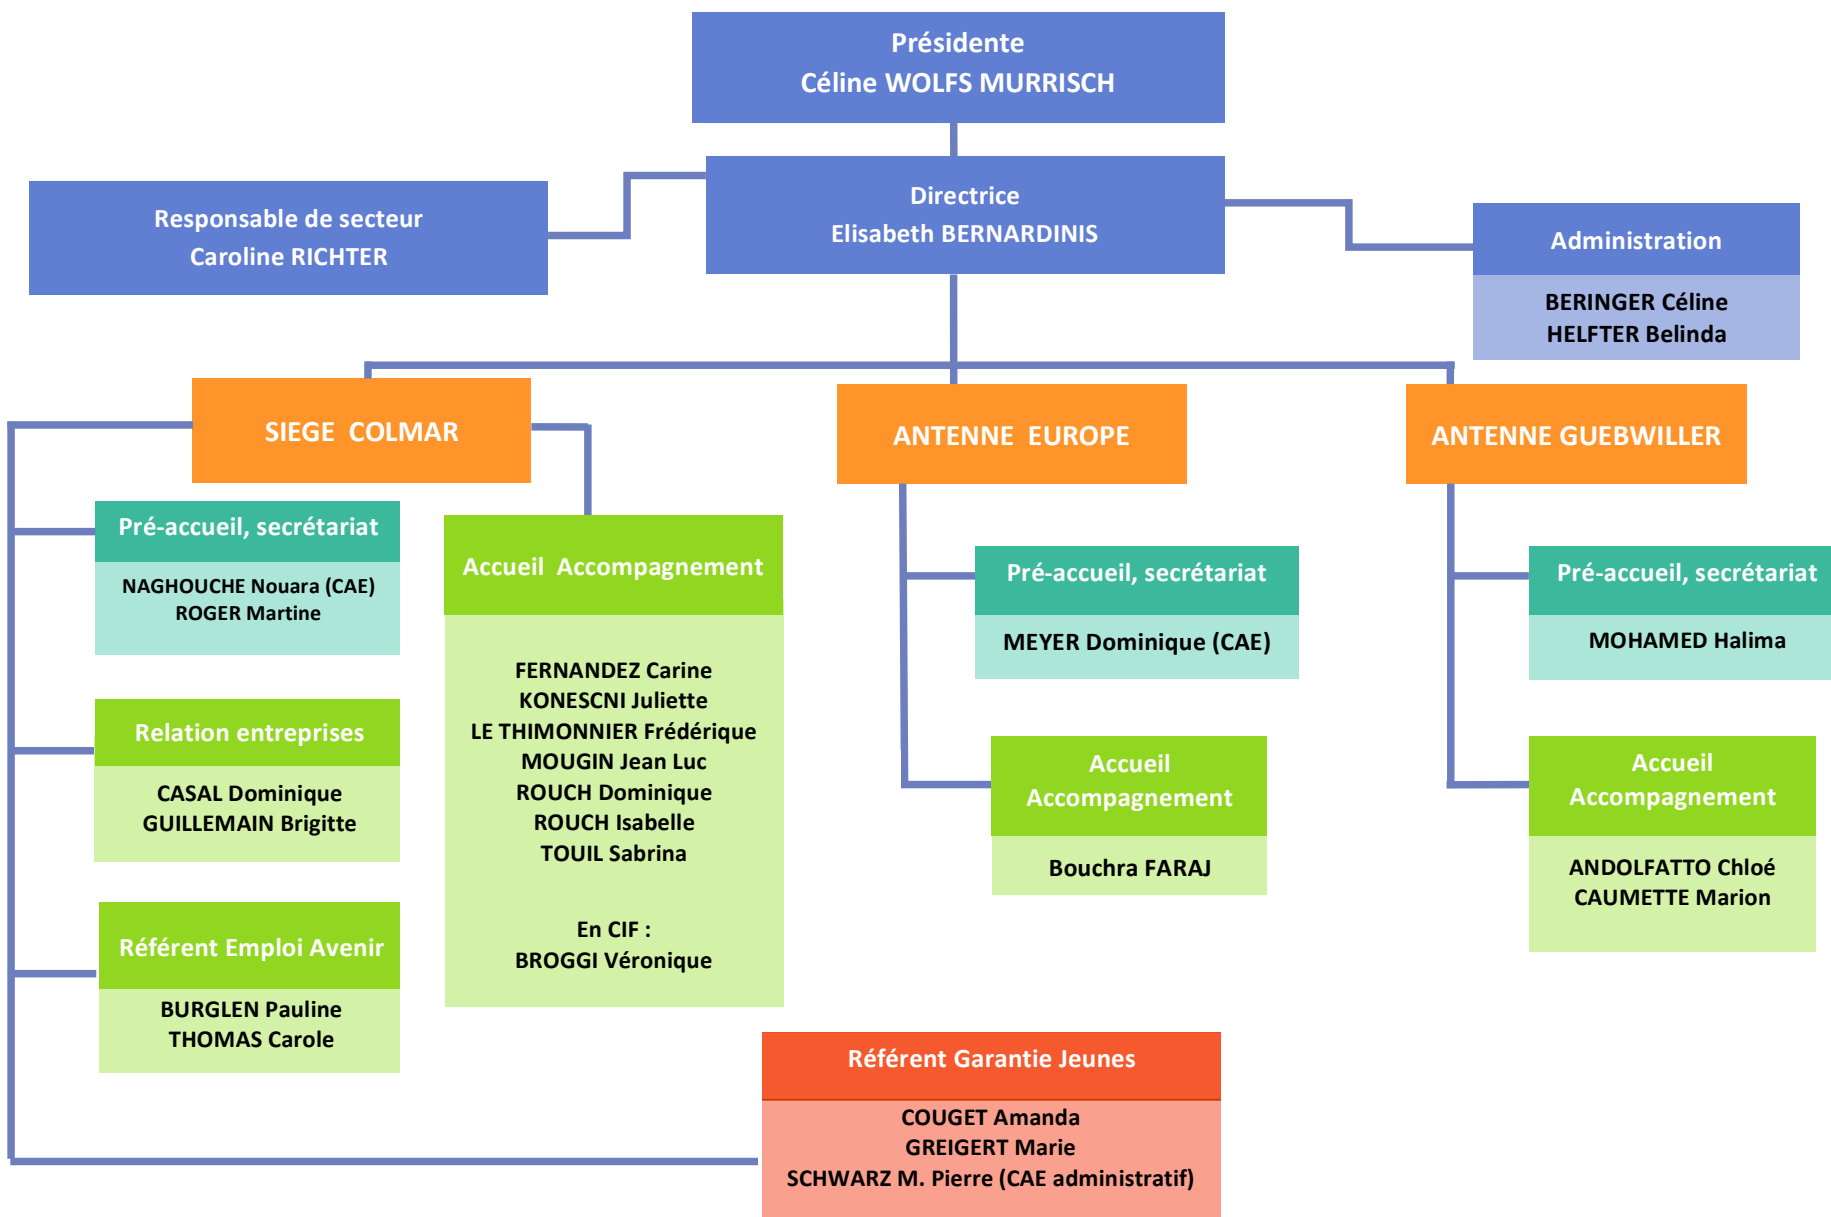 Présidente
Céline WOLFS MURRISCH
Directrice
Elisabeth BERNARDINIS
Responsable de secteur
Caroline RICHTER
Administration
BERINGER Céline
HELFTER Belinda
SIEGE COLMAR
ANTENNE EUROPE
ANTENNE GUEBWILLER
Pré-accueil, secrétariat
NAGHOUCHE Nouara (CAE)
ROGER Martine
Relation entreprises
CASAL Dominique
GUILLEMAIN Brigitte
Référent Emploi Avenir
BURGLEN Pauline
THOMAS Carole
Accueil Accompagnement
FERNANDEZ Carine
KONESCNI Juliette
LE THIMONNIER Frédérique
MOUGIN Jean Luc
ROUCH Dominique
ROUCH Isabelle
TOUIL Sabrina
En CIF :
BROGGI Véronique
Pré-accueil, secrétariat
MEYER Dominique (CAE)
Accueil
Accompagnement
Bouchra FARAJ
Pré-accueil, secrétariat
MOHAMED Halima
Accueil
Accompagnement
ANDOLFATTO Chloé
CAUMETTE Marion
Référent Garantie Jeunes
COUGET Amanda
GREIGERT Marie
SCHWARZ M. Pierre (CAE administratif)